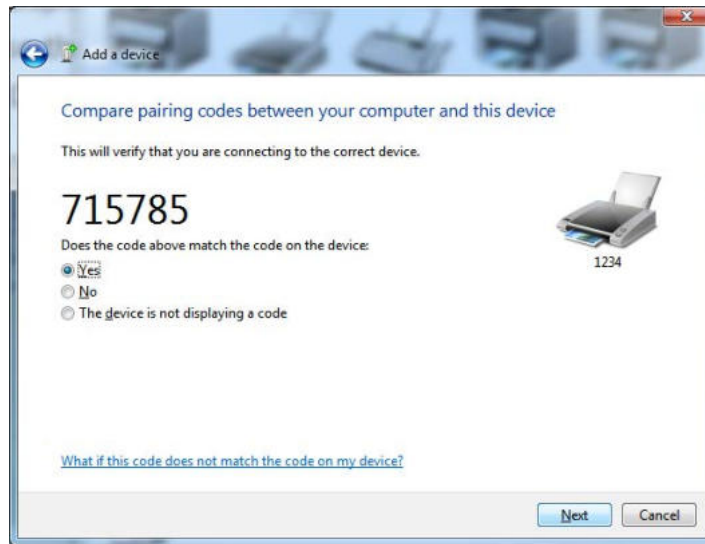 Add a device
Compare pairing codes between your computer and this device
This will verify that you are connecting to the correct device.
715785
Does the code above match the code on the device:
1234
Yes
No
The device is not displaying a code
What if this code does not match the code on my device?
Next
Cancel